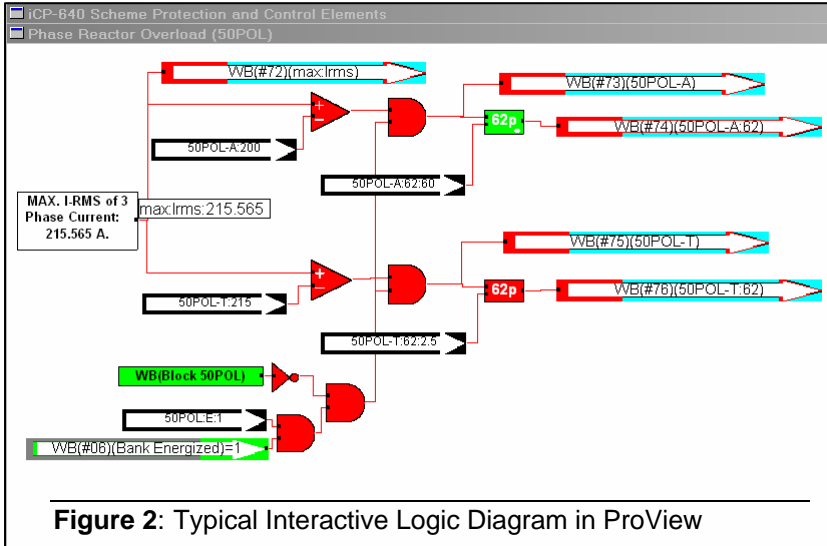 iCP-640 Scheme Protection and Control Elements
Phase Reactor Overload (50POL)
WB(#72)(max:Irms)
WB(#73)(50POL-A)
+
−
62p
WB(#74)(50POL-A:62)
50POL-A:200
50POL-A:62:60
MAX. I-RMS of 3
Phase Current:
215.565 A.
max:Irms:215.565
WB(#75)(50POL-T)
+
−
62p
WB(#76)(50POL-T:62)
50POL-T:215
50POL-T:62:2.5
WB(Block 50POL)
50POL:E:1
WB(#06)(Bank Energized)=1
Figure 2: Typical Interactive Logic Diagram in ProView